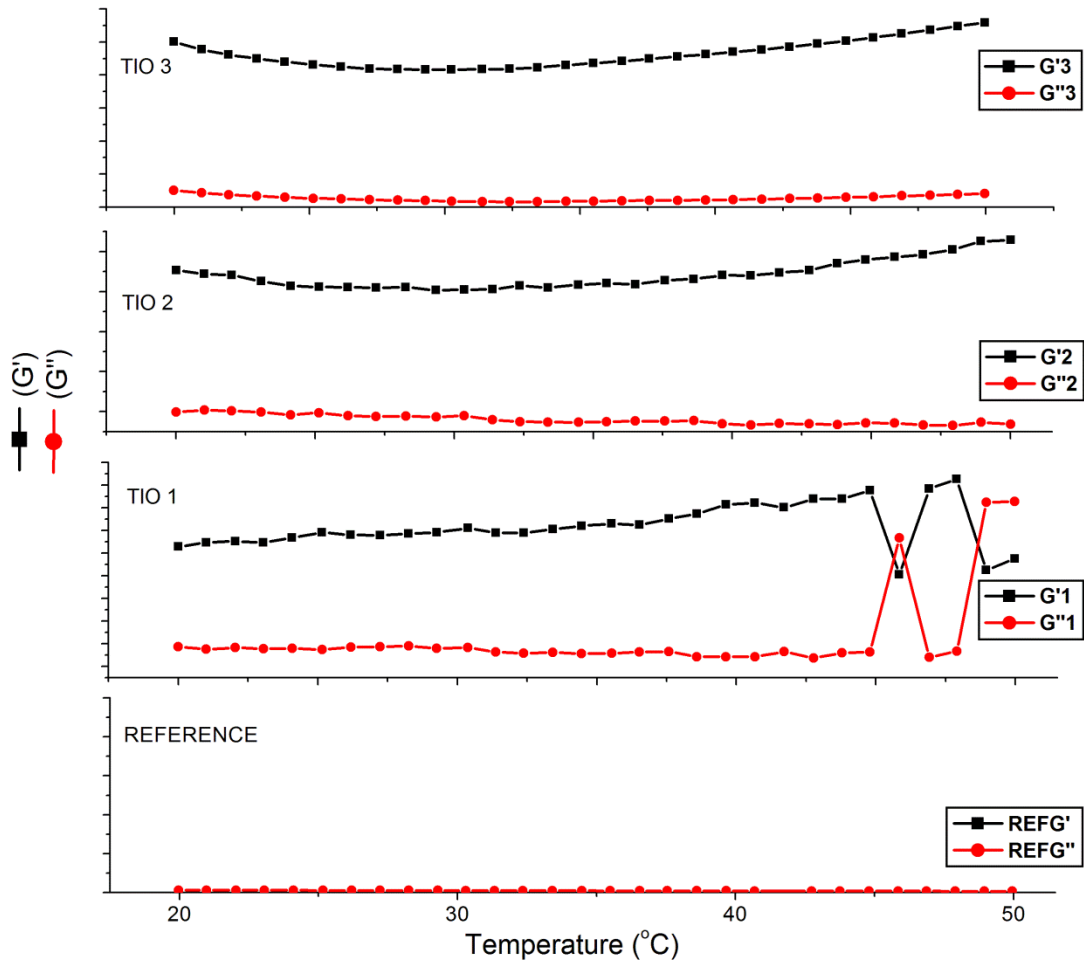 TIO 3
G'3
G"3
TIO 2
G'2
G"2
(G')
(G")
TIO 1
G'1
G"1
REFERENCE
REFG'
REFG"
20 30 40 50
Temperature (°C)